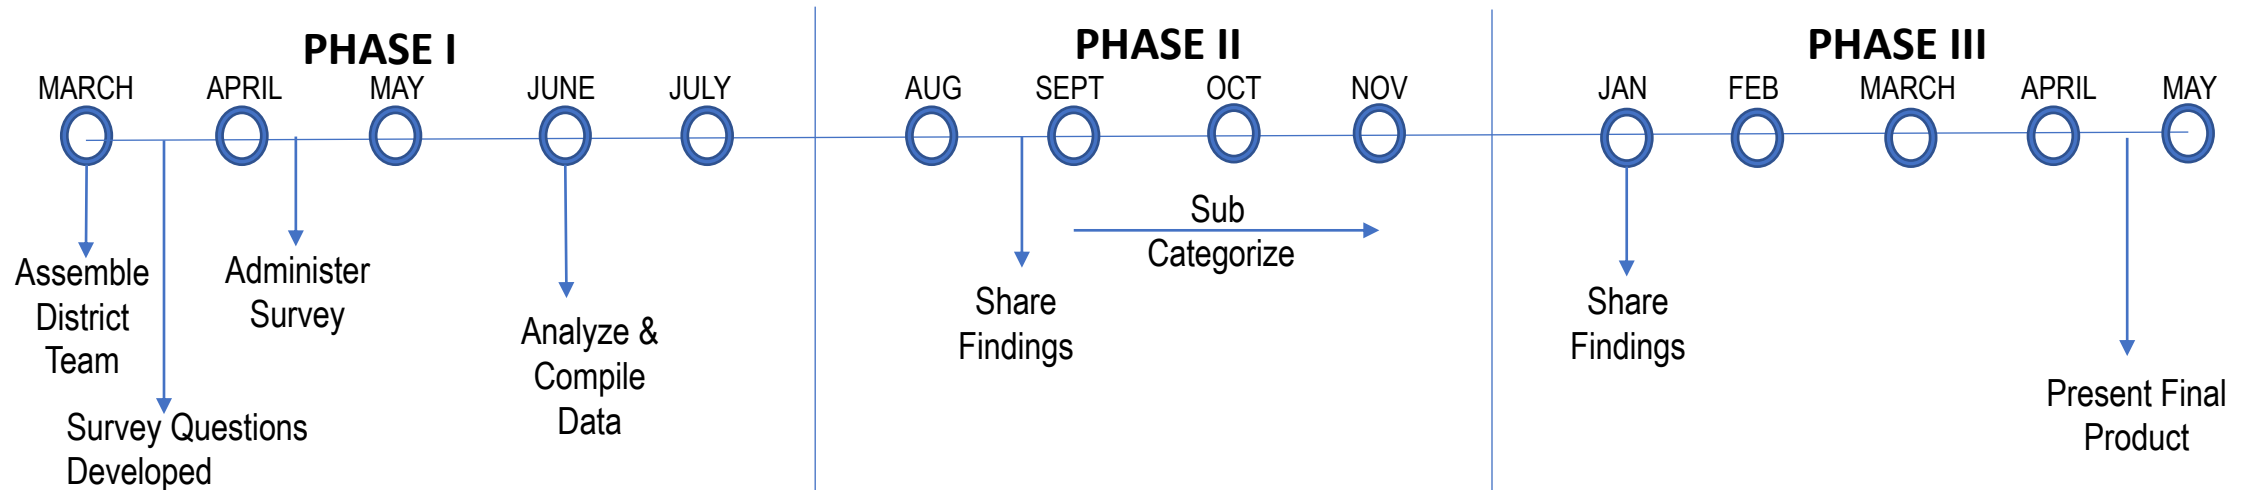 PHASE I
PHASE II
PHASE III
MARCH
APRIL
MAY
JUNE
JULY
AUG
SEPT
OCT
NOV
JAN
FEB
MARCH
APRIL
MAY
Assemble
District
Team
Survey Questions
Developed
Administer
Survey
Analyze &
Compile
Data
Share
Findings
Sub
Categorize
Share
Findings
Present Final
Product